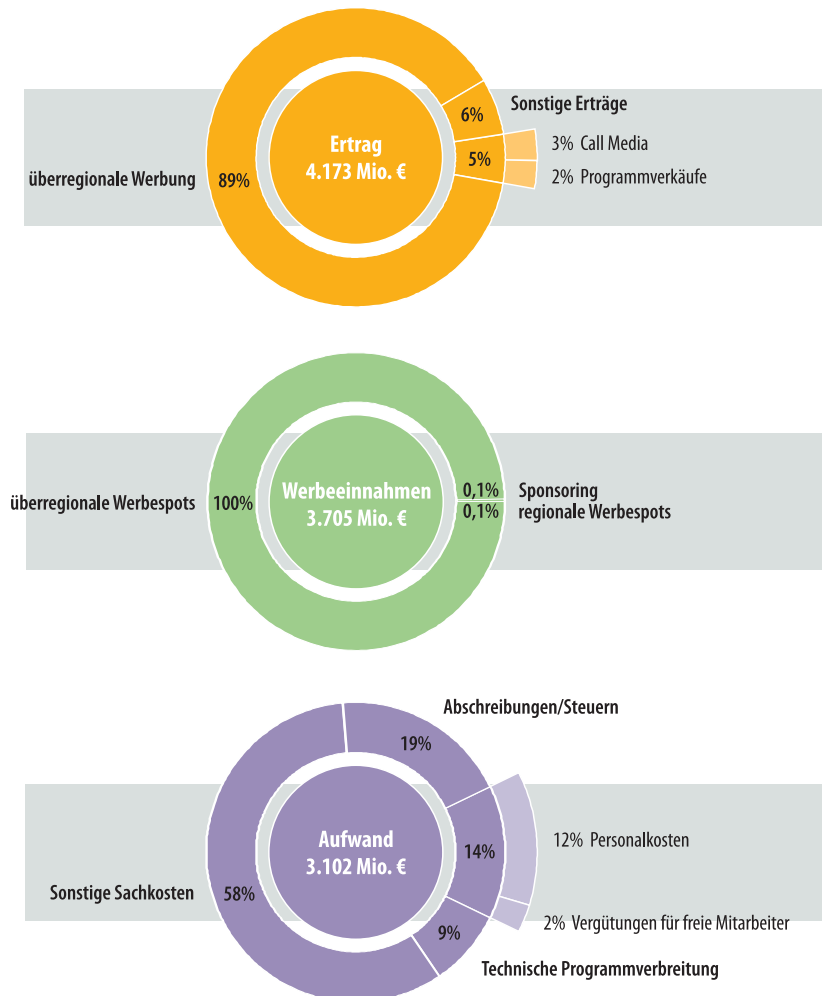 Sonstige Erträge
6%
Ertrag
4.173 Mio. €
3% Call Media
5%
2% Programmverkäufe
überregionale Werbung
89%
Werbeeinnahmen
3.705 Mio. €
überregionale Werbespots
100%
0,1%
0,1%
Sponsoring
regionale Werbespots
Abschreibungen/Steuern
19%
Aufwand
3.102 Mio. €
14%
12% Personalkosten
Sonstige Sachkosten
58%
2% Vergütungen für freie Mitarbeiter
9%
Technische Programmverbreitung